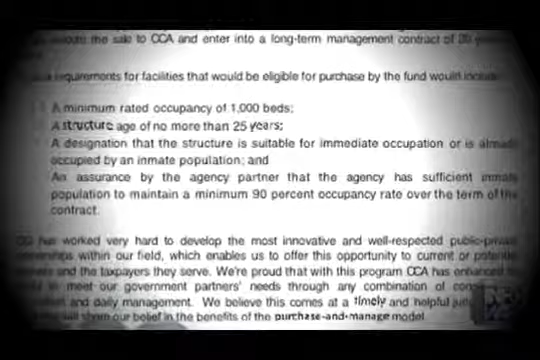 the sale to CCA and enter into a long-term management contract of
requirements for facilities that would be eligible for purchase by the fund would include
A minimum rated occupancy of 1,000 beds;
A structure age of no more than 25 years;
A designation that the structure is suitable for immediate occupation or is
occupied by an inmate population; and
An assurance by the agency partner that the agency has sufficient inmate
population to maintain a minimum 90 percent occupancy rate over the term of the
contract.
has worked very hard to develop the most innovative and well-respected
within our field, which enables us to offer this opportunity to current or
and the taxpayers they serve. We're proud that with this program CCA has
to meet our government partners' needs through any combination of
and daily management. We believe this comes at a timely and helpful
our belief in the benefits of the purchase-and-manage model.